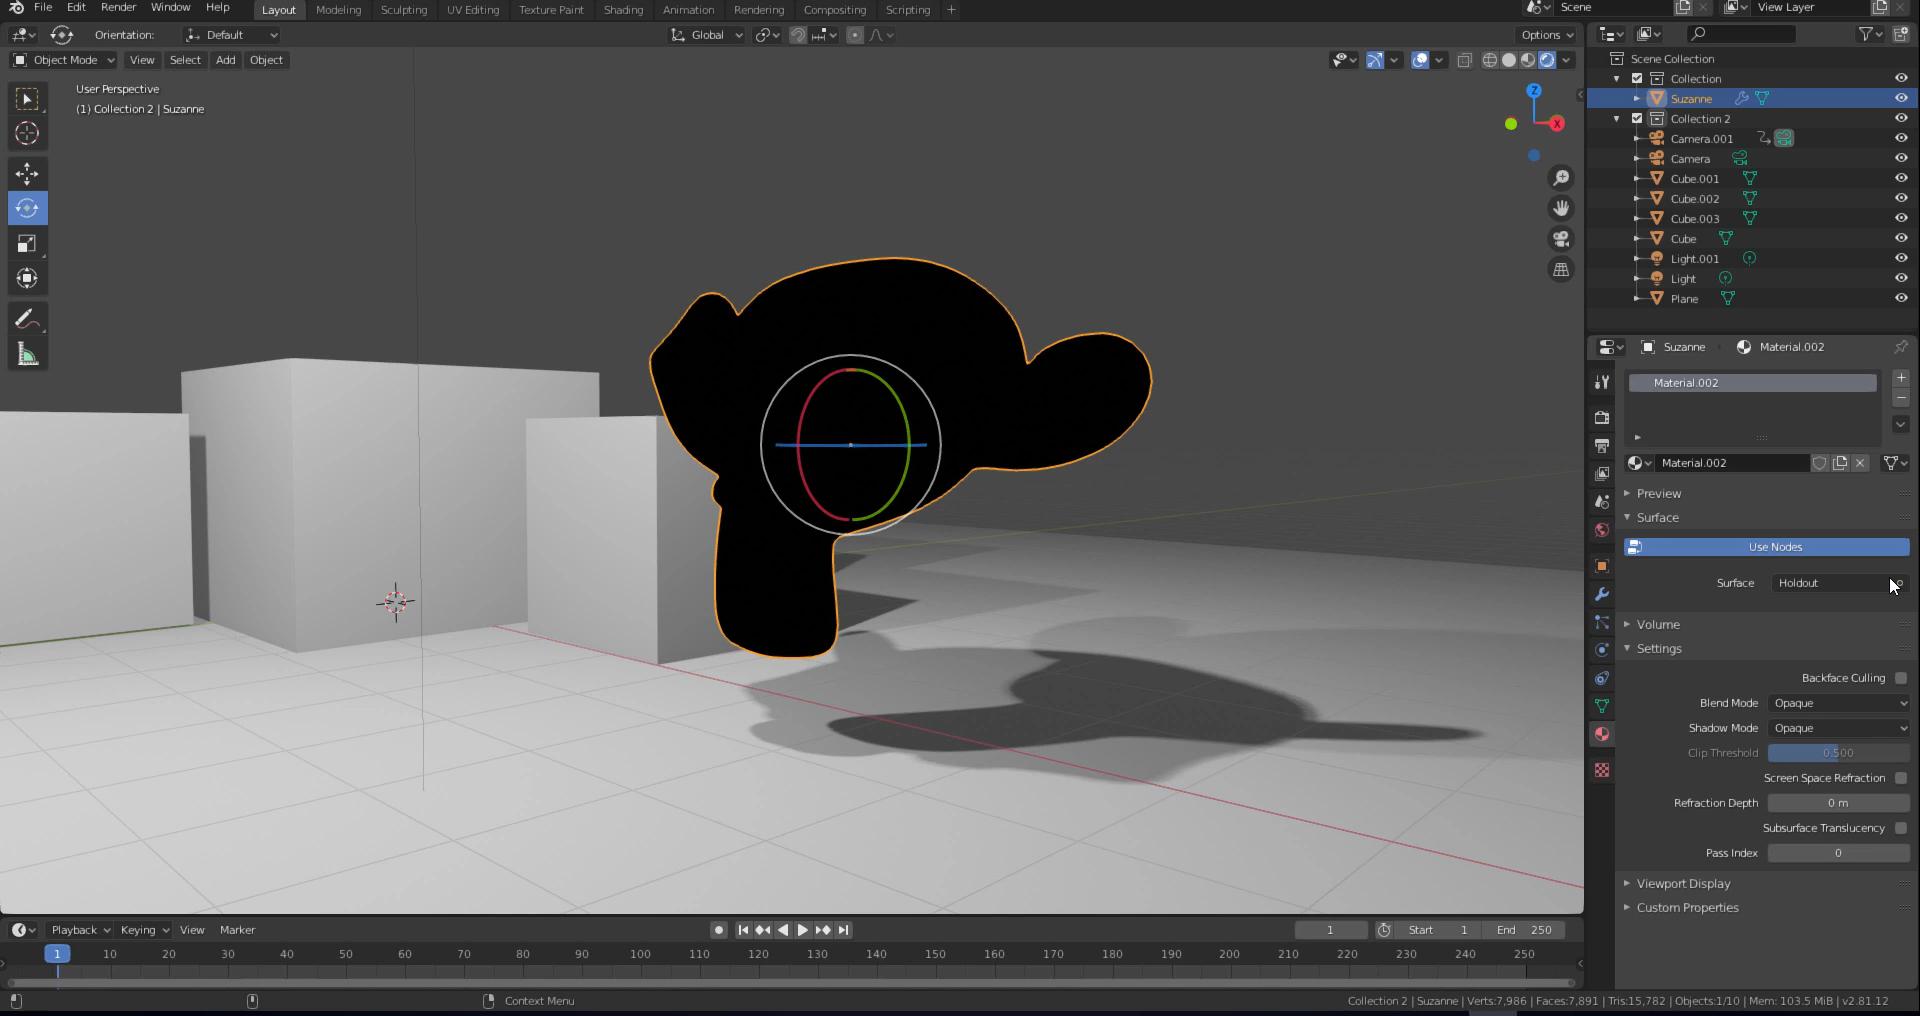 File Edit Render Window Help Layout Modeling Sculpting UV Editing Texture Paint Shading Animation Rendering Compositing Scripting + Scene View Layer
Orientation: Default Global Options
Object Mode View Select Add Object
User Perspective
(1) Collection 2 | Suzanne
Z
X
Scene Collection
Collection
Suzanne
Collection 2
Camera.001
Camera
Cube.001
Cube.002
Cube.003
Cube
Light.001
Light
Plane
Suzanne Material.002
Material.002
Material.002
Preview
Surface
Use Nodes
Surface Holdout
Volume
Settings
Backface Culling
Blend Mode Opaque
Shadow Mode Opaque
Clip Threshold 0.500
Screen Space Refraction
Refraction Depth 0 m
Subsurface Translucency
Pass Index 0
Viewport Display
Custom Properties
Playback Keying View Marker 1 Start 1 End 250
1 10 20 30 40 50 60 70 80 90 100 110 120 130 140 150 160 170 180 190 200 210 220 230 240 250
Context Menu Collection 2 | Suzanne | Verts:7,986 | Faces:7,891 | Tris:15,782 | Objects:1/10 | Mem: 103.5 MiB | v2.81.12